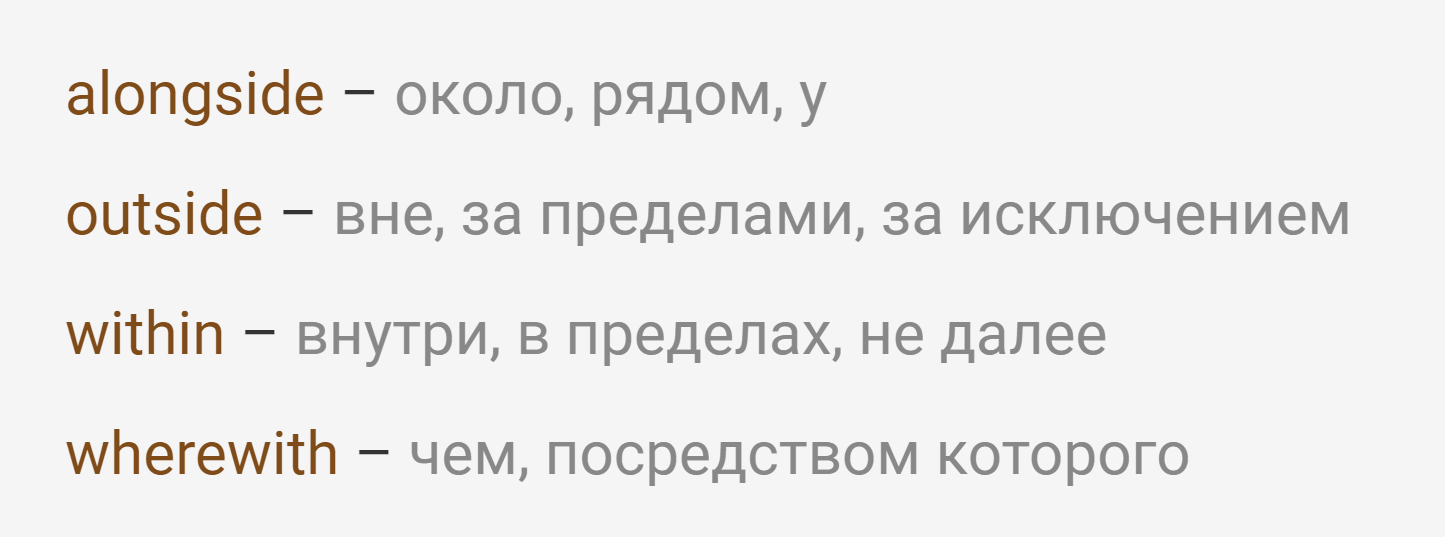 alongside – около, рядом, у
outside – вне, за пределами, за исключением
within – внутри, в пределах, не далее
wherewith – чем, посредством которого